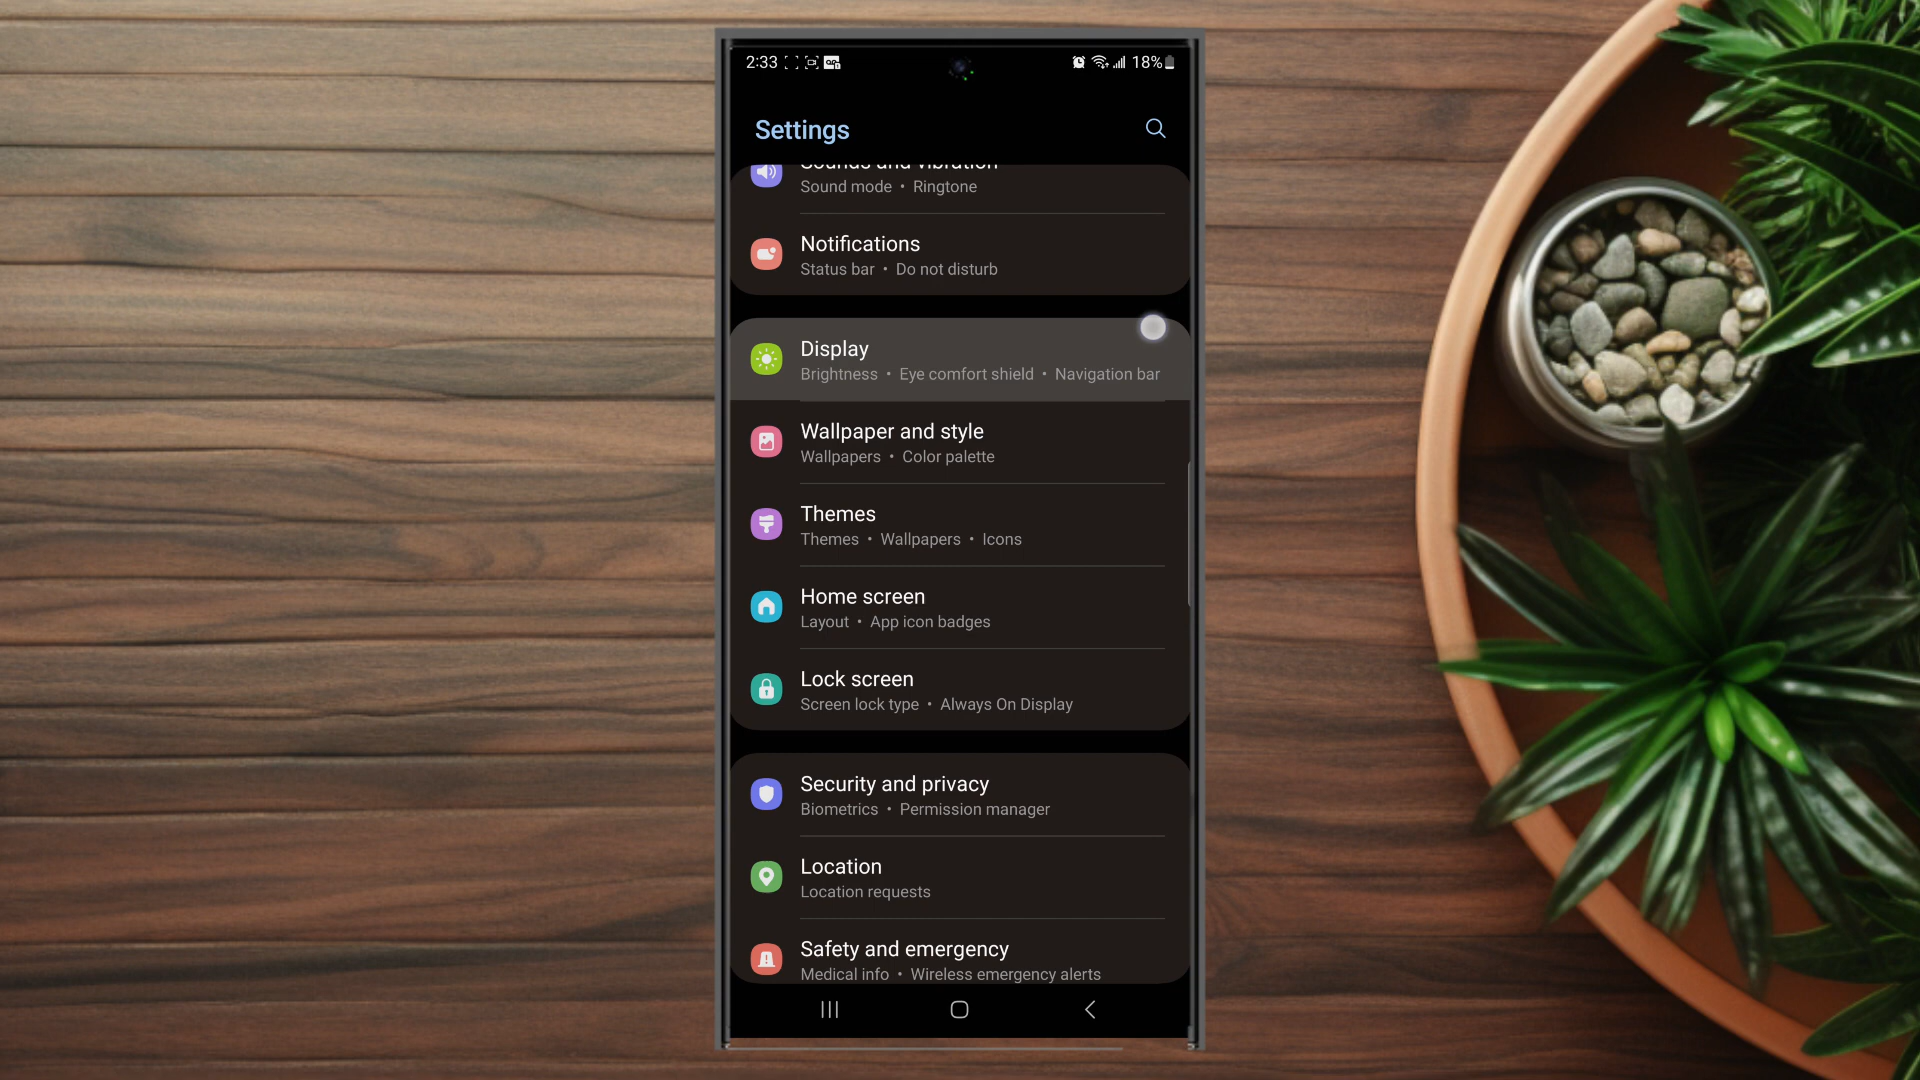 2:33
18%
Settings
Sounds and vibration
Sound mode • Ringtone
Notifications
Status bar • Do not disturb
Display
Brightness • Eye comfort shield • Navigation bar
Wallpaper and style
Wallpapers • Color palette
Themes
Themes • Wallpapers • Icons
Home screen
Layout • App icon badges
Lock screen
Screen lock type • Always On Display
Security and privacy
Biometrics • Permission manager
Location
Location requests
Safety and emergency
Medical info • Wireless emergency alerts